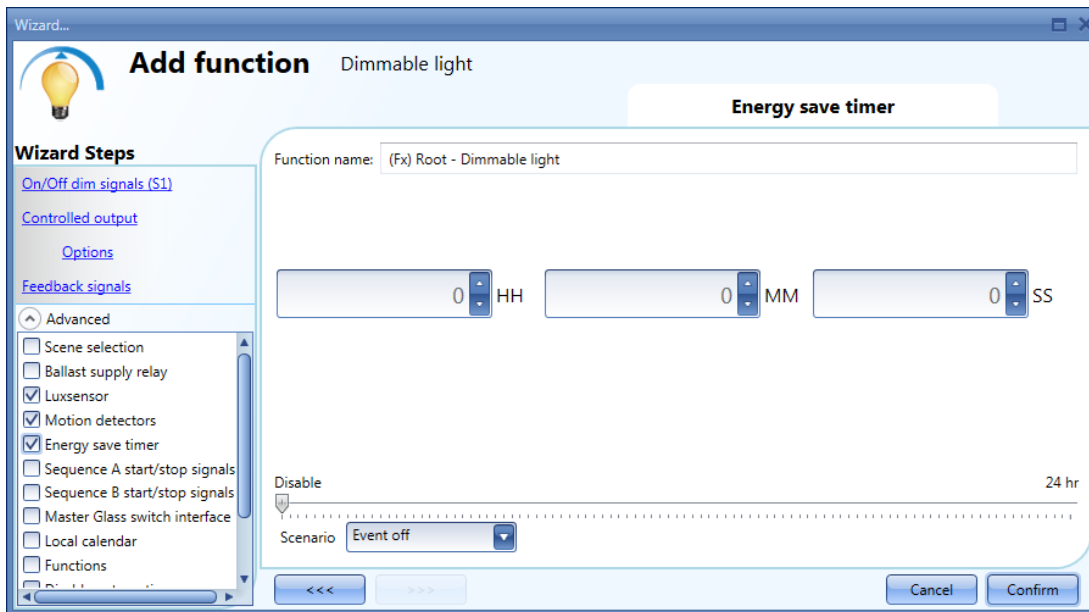 Wizard...
Add function Dimmable light
Energy save timer
Wizard Steps
On/Off dim signals (S1)
Controlled output
Options
Feedback signals
Advanced
Scene selection
Ballast supply relay
Luxsensor
Motion detectors
Energy save timer
Sequence A start/stop signals
Sequence B start/stop signals
Master Glass switch interface
Local calendar
Functions
Function name: (Fx) Root - Dimmable light
0 HH 0 MM 0 SS
Disable 24 hr
Scenario Event off
<<< >>> Cancel Confirm